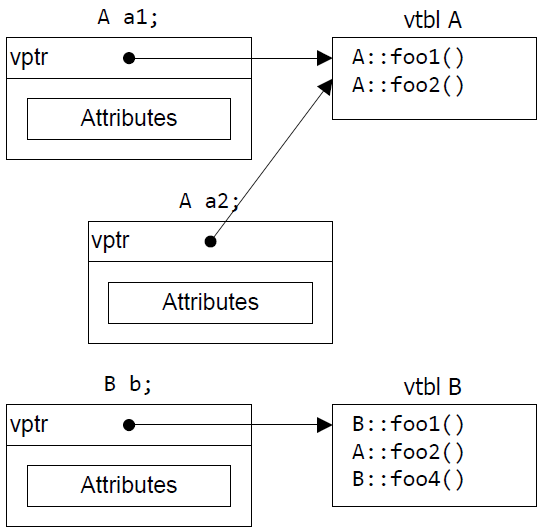 A a1;
vtbl A
vptr
A::foo1()
A::foo2()
Attributes
A a2;
vptr
Attributes
B b;
vtbl B
vptr
B::foo1()
A::foo2()
B::foo4()
Attributes